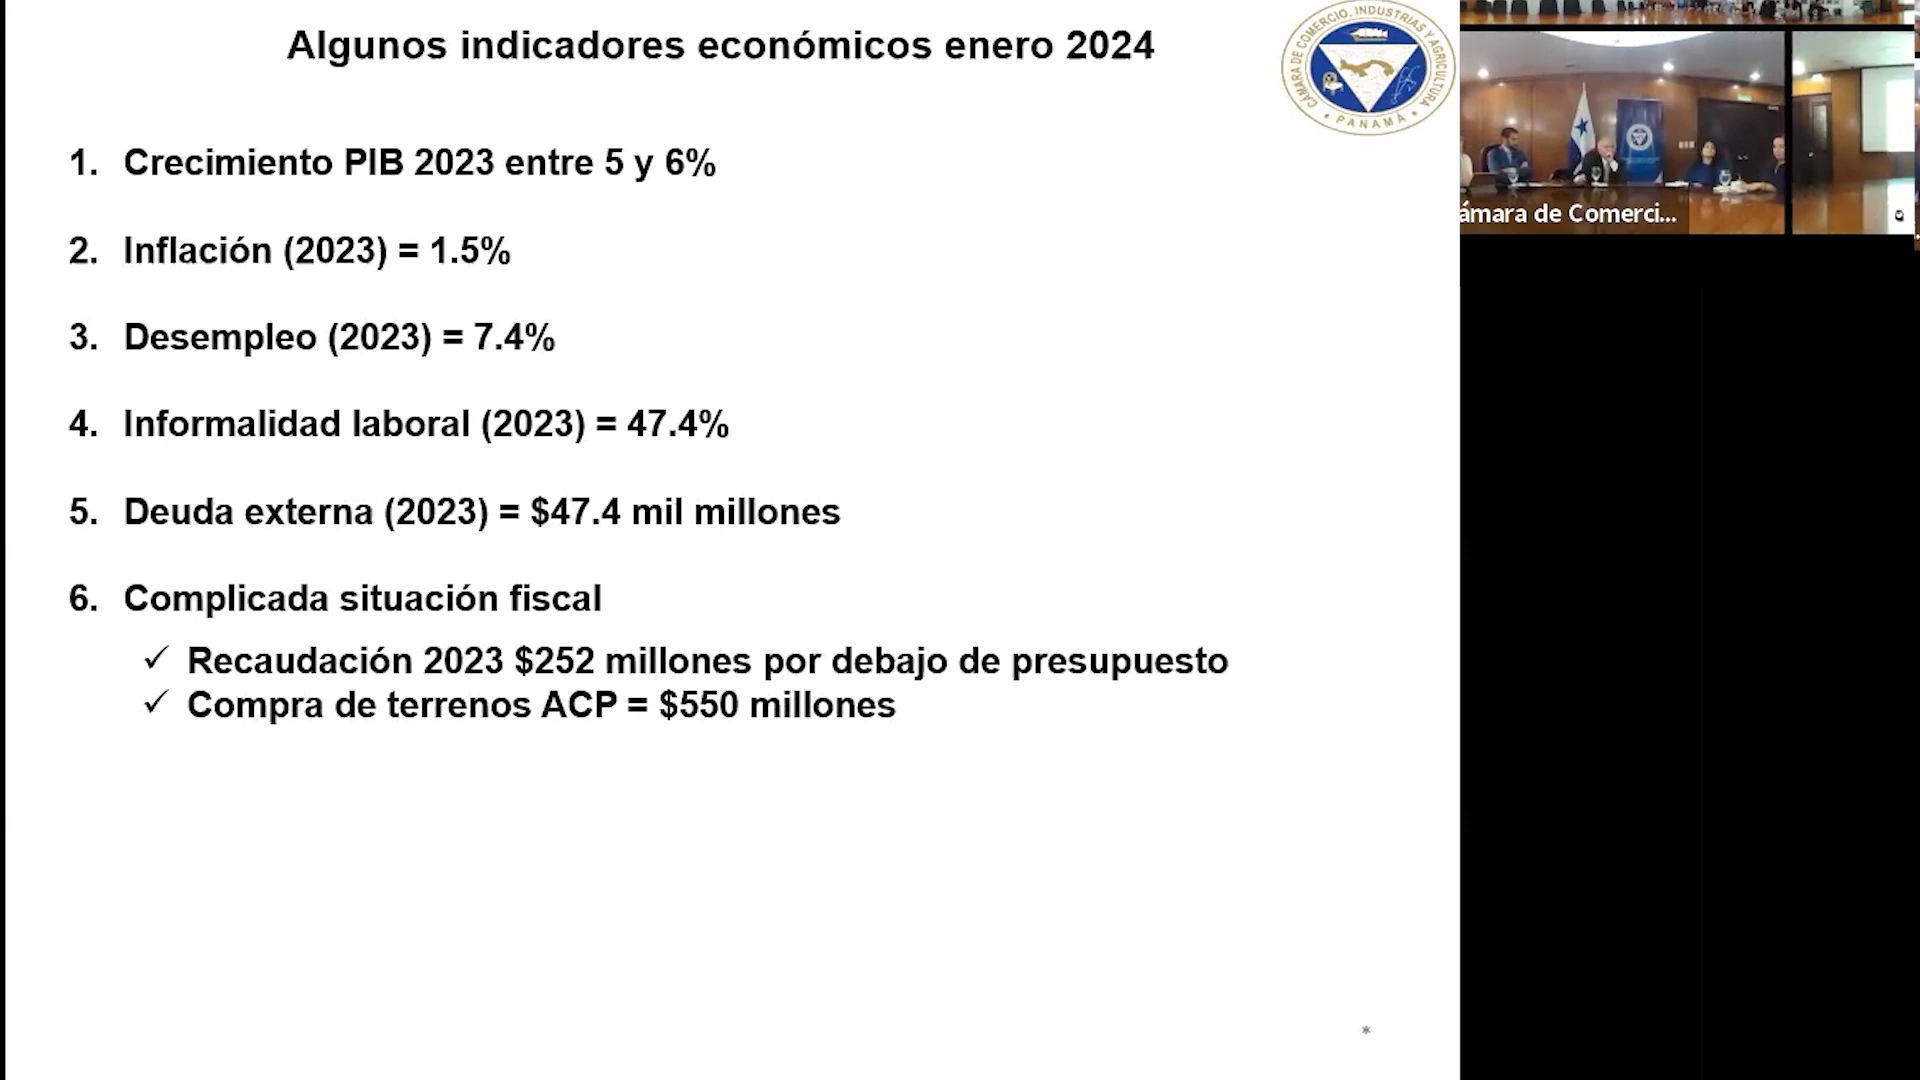 Algunos indicadores económicos enero 2024
CÁMARA DE COMERCIO, INDUSTRIAS Y AGRICULTURA
• PANAMÁ •
1. Crecimiento PIB 2023 entre 5 y 6%
2. Inflación (2023) = 1.5%
3. Desempleo (2023) = 7.4%
4. Informalidad laboral (2023) = 47.4%
5. Deuda externa (2023) = $47.4 mil millones
6. Complicada situación fiscal
✓ Recaudación 2023 $252 millones por debajo de presupuesto
✓ Compra de terrenos ACP = $550 millones
ámara de Comerci...
*